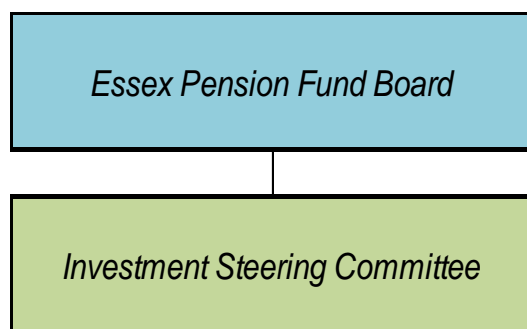 Essex Pension Fund Board
Investment Steering Committee